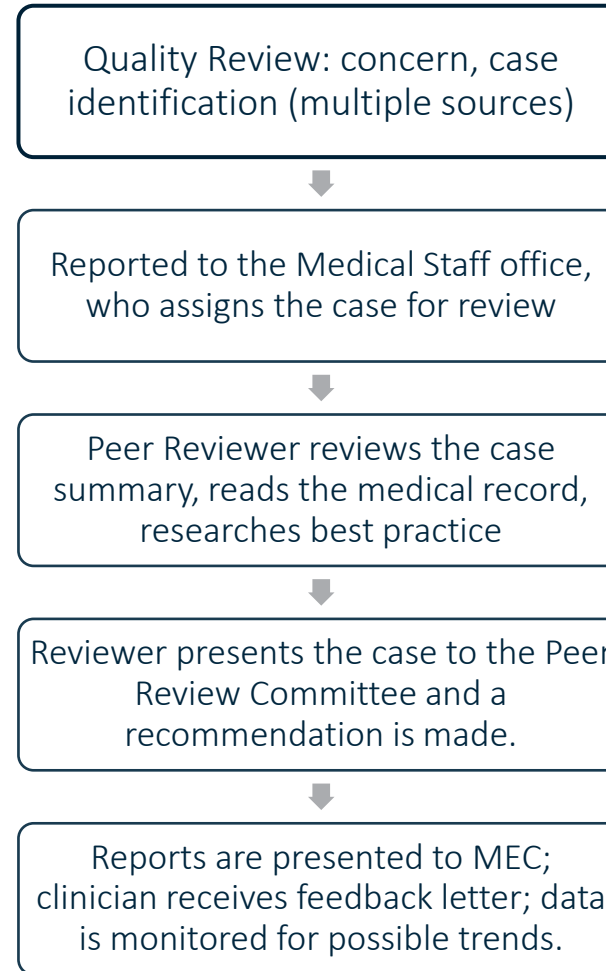 Quality Review: concern, case
identification (multiple sources)
Reported to the Medical Staff office,
who assigns the case for review
Peer Reviewer reviews the case
summary, reads the medical record,
researches best practice
Reviewer presents the case to the Peer
Review Committee and a
recommendation is made.
Reports are presented to MEC;
clinician receives feedback letter; data
is monitored for possible trends.